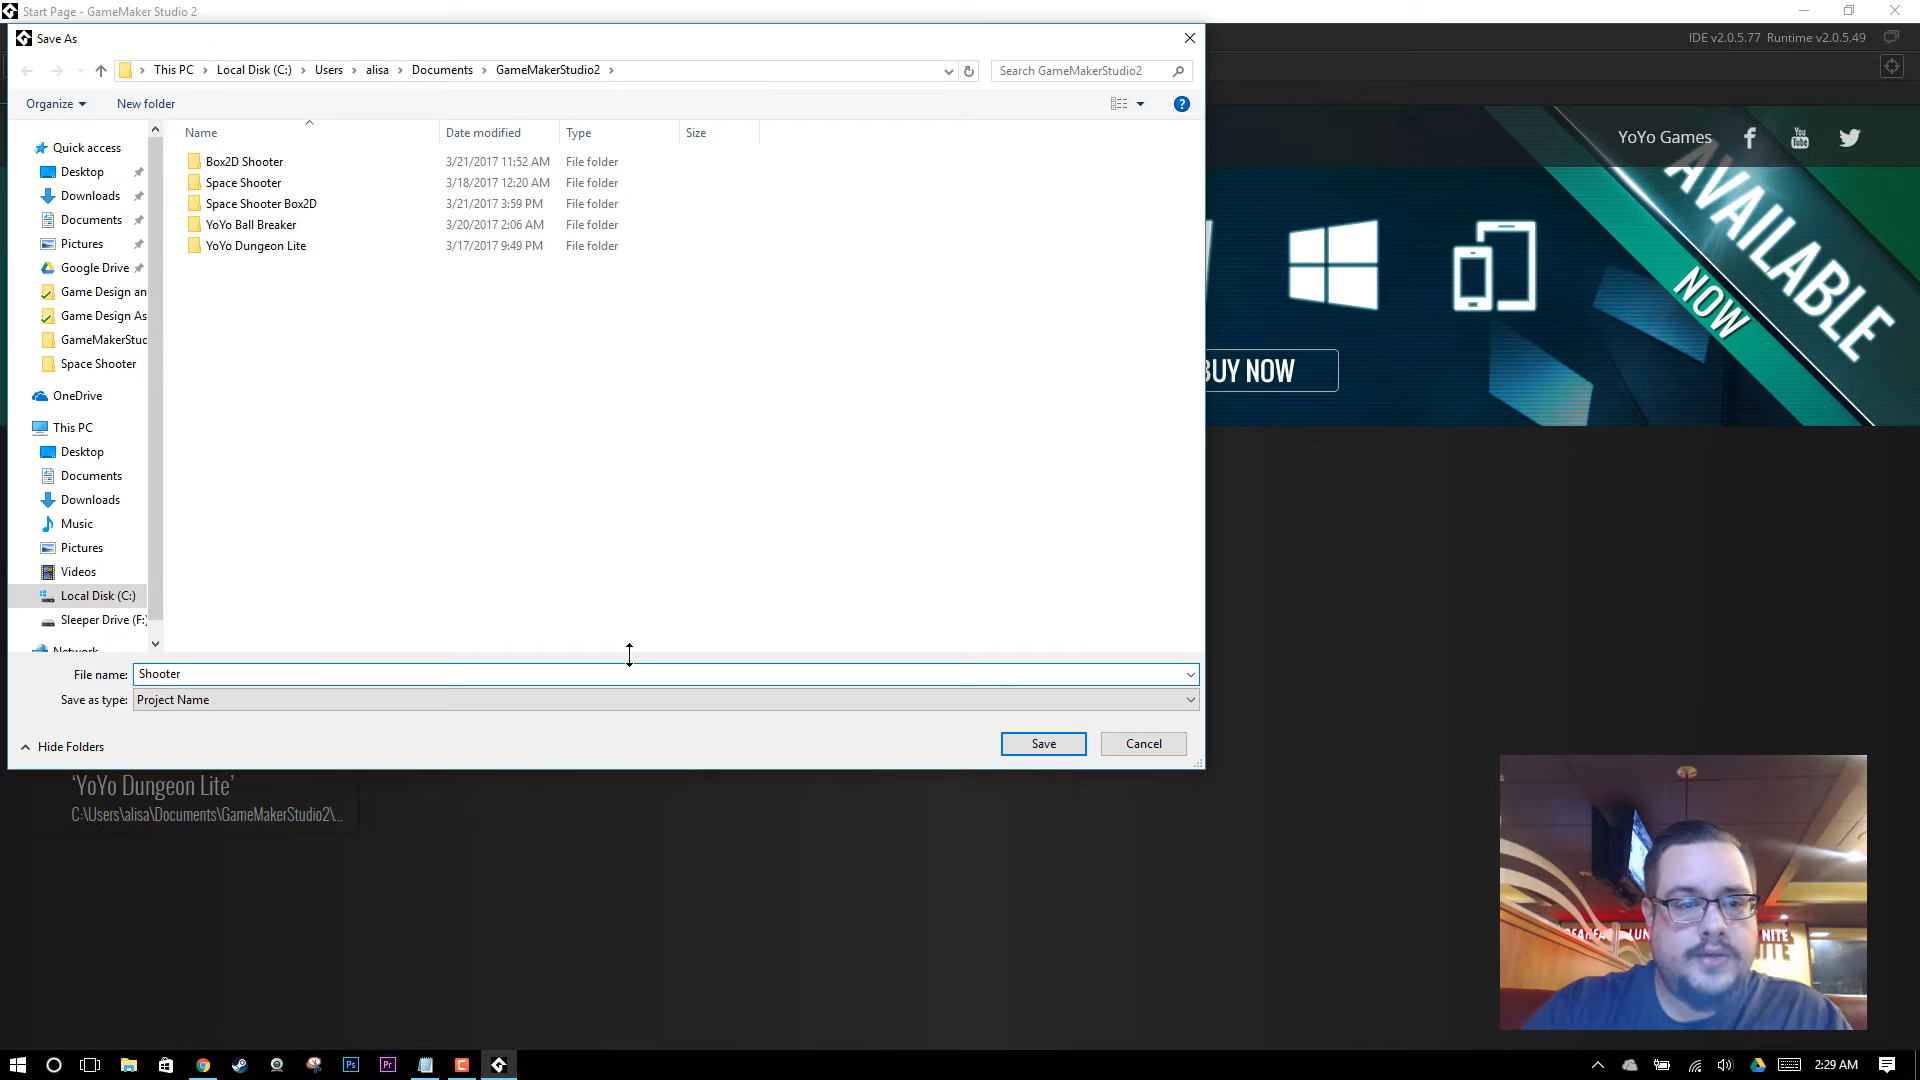 Start Page - GameMaker Studio 2
Save As
IDE v2.0.5.77 Runtime v2.0.5.49
This PC > Local Disk (C:) > Users > alisa > Documents > GameMakerStudio2 >
Search GameMakerStudio2
Organize
New folder
Name
Date modified
Type
Size
Quick access
Desktop
Downloads
Documents
Pictures
Google Drive
Game Design an
Game Design As
GameMakerStuc
Space Shooter
OneDrive
This PC
Desktop
Documents
Downloads
Music
Pictures
Videos
Local Disk (C:)
Sleeper Drive (F:)
Network
Box2D Shooter 3/21/2017 11:52 AM File folder
Space Shooter 3/18/2017 12:20 AM File folder
Space Shooter Box2D 3/21/2017 3:59 PM File folder
YoYo Ball Breaker 3/20/2017 2:06 AM File folder
YoYo Dungeon Lite 3/17/2017 9:49 PM File folder
File name: Shooter
Save as type: Project Name
Hide Folders
Save
Cancel
YoYo Games
You Tube
AVAILABLE
NOW
BUY NOW
'YoYo Dungeon Lite'
C:\Users\alisa\Documents\GameMakerStudio2\...
NITE
Ps
Pr
2:29 AM